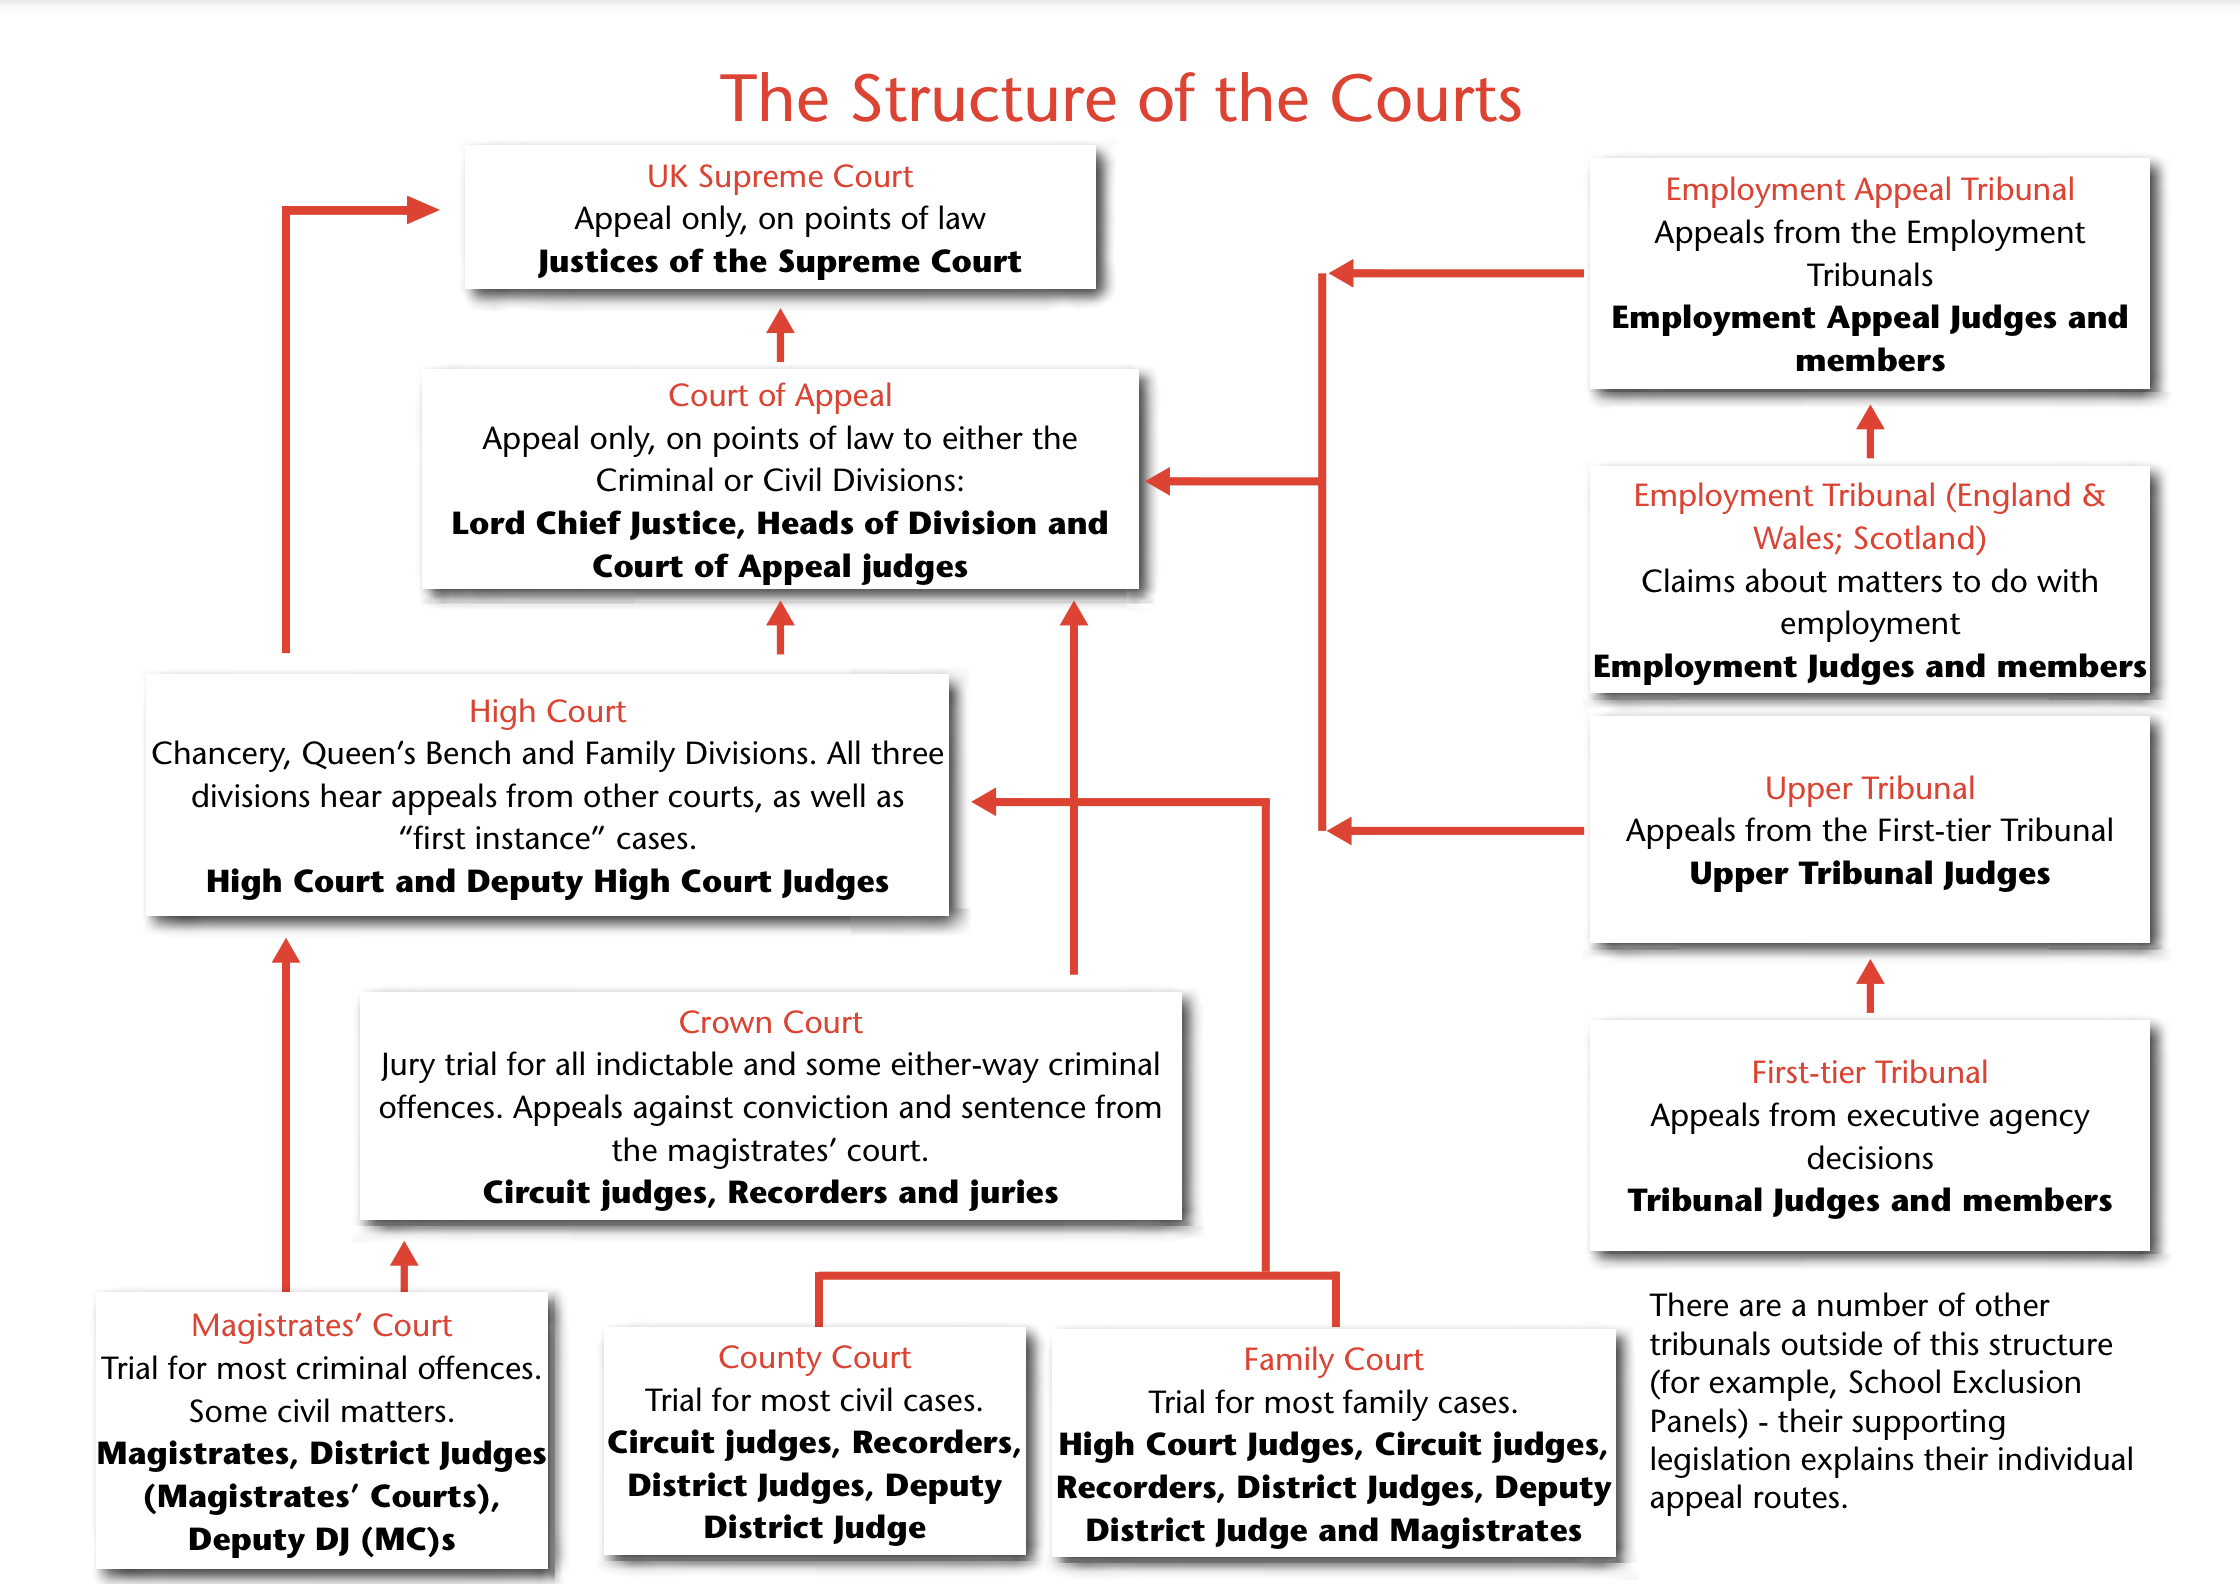 The Structure of the Courts
UK Supreme Court
Appeal only, on points of law
Justices of the Supreme Court
Court of Appeal
Appeal only, on points of law to either the
Criminal or Civil Divisions:
Lord Chief Justice, Heads of Division and
Court of Appeal judges
High Court
Chancery, Queen’s Bench and Family Divisions. All three
divisions hear appeals from other courts, as well as
“first instance” cases.
High Court and Deputy High Court Judges
Crown Court
Jury trial for all indictable and some either-way criminal
offences. Appeals against conviction and sentence from
the magistrates’ court.
Circuit judges, Recorders and juries
Magistrates’ Court
Trial for most criminal offences.
Some civil matters.
Magistrates, District Judges
(Magistrates’ Courts),
Deputy DJ (MC)s
County Court
Trial for most civil cases.
Circuit judges, Recorders,
District Judges, Deputy
District Judge
Family Court
Trial for most family cases.
High Court Judges, Circuit judges,
Recorders, District Judges, Deputy
District Judge and Magistrates
Employment Appeal Tribunal
Appeals from the Employment
Tribunals
Employment Appeal Judges and
members
Employment Tribunal (England &
Wales; Scotland)
Claims about matters to do with
employment
Employment Judges and members
Upper Tribunal
Appeals from the First-tier Tribunal
Upper Tribunal Judges
First-tier Tribunal
Appeals from executive agency
decisions
Tribunal Judges and members
There are a number of other
tribunals outside of this structure
(for example, School Exclusion
Panels) - their supporting
legislation explains their individual
appeal routes.